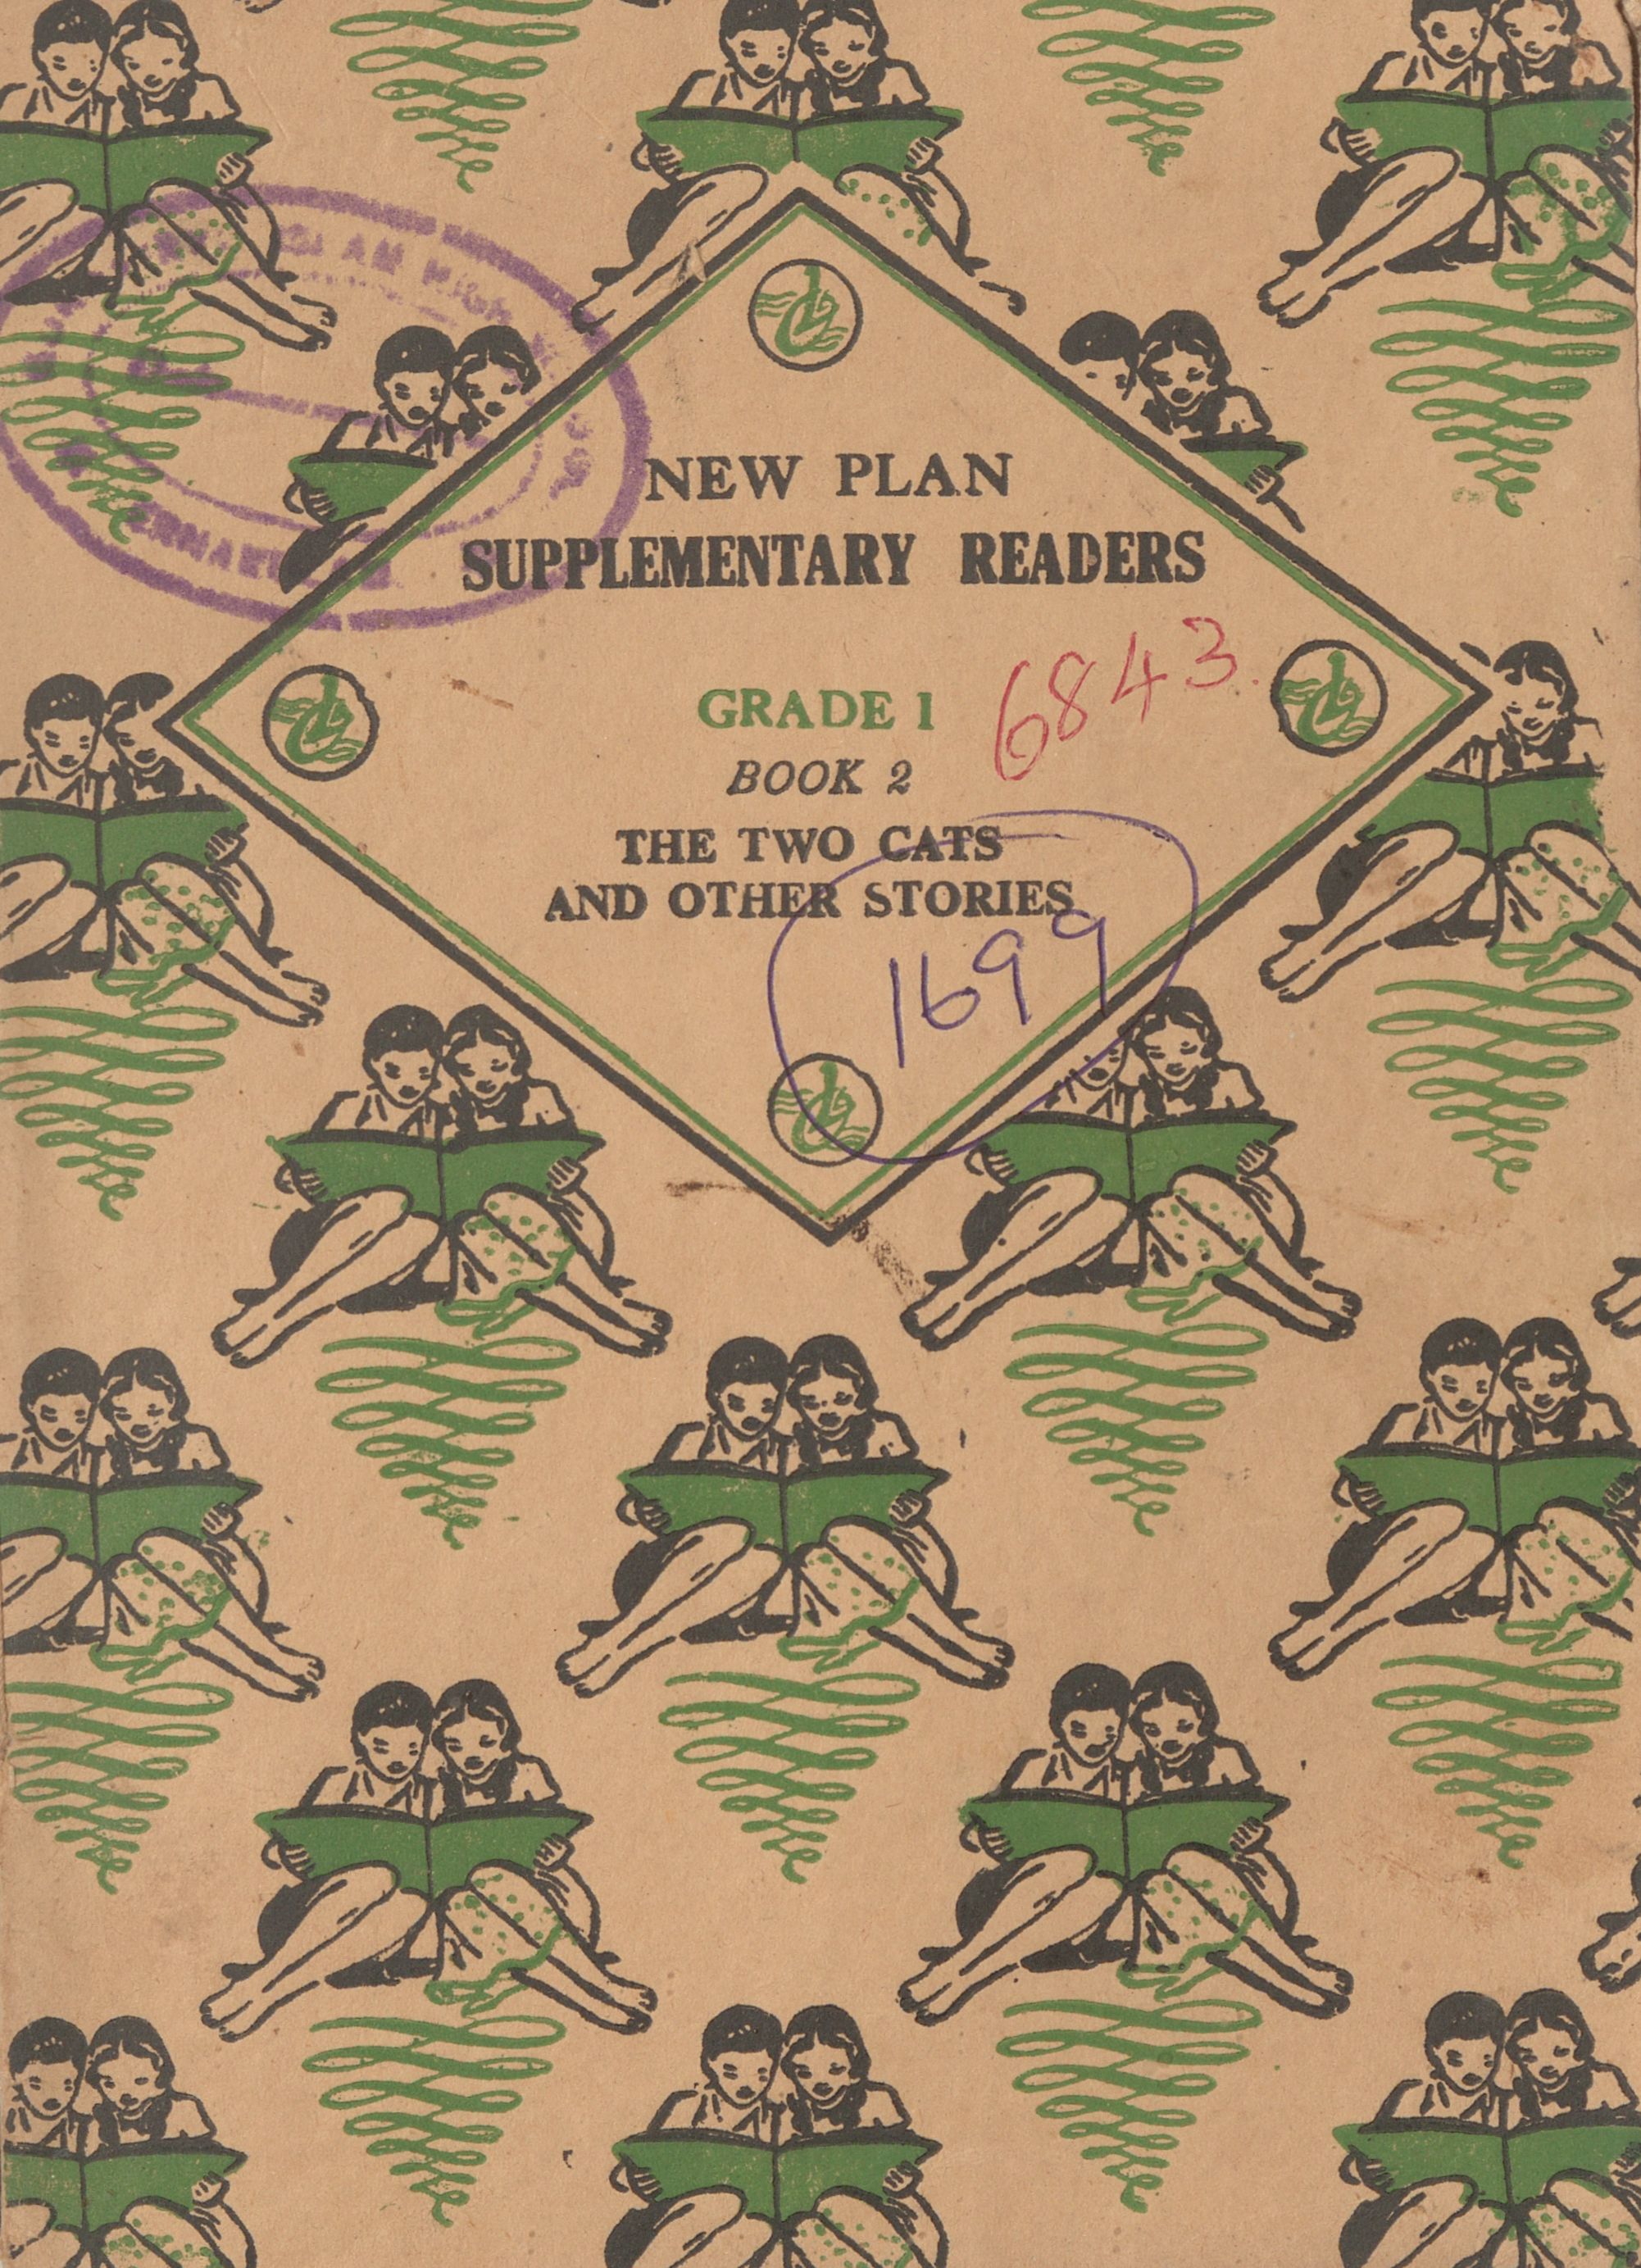 NEW PLAN
SUPPLEMENTARY READERS
GRADE 1
6843
BOOK 2
THE TWO CATS
AND OTHER STORIES
1699